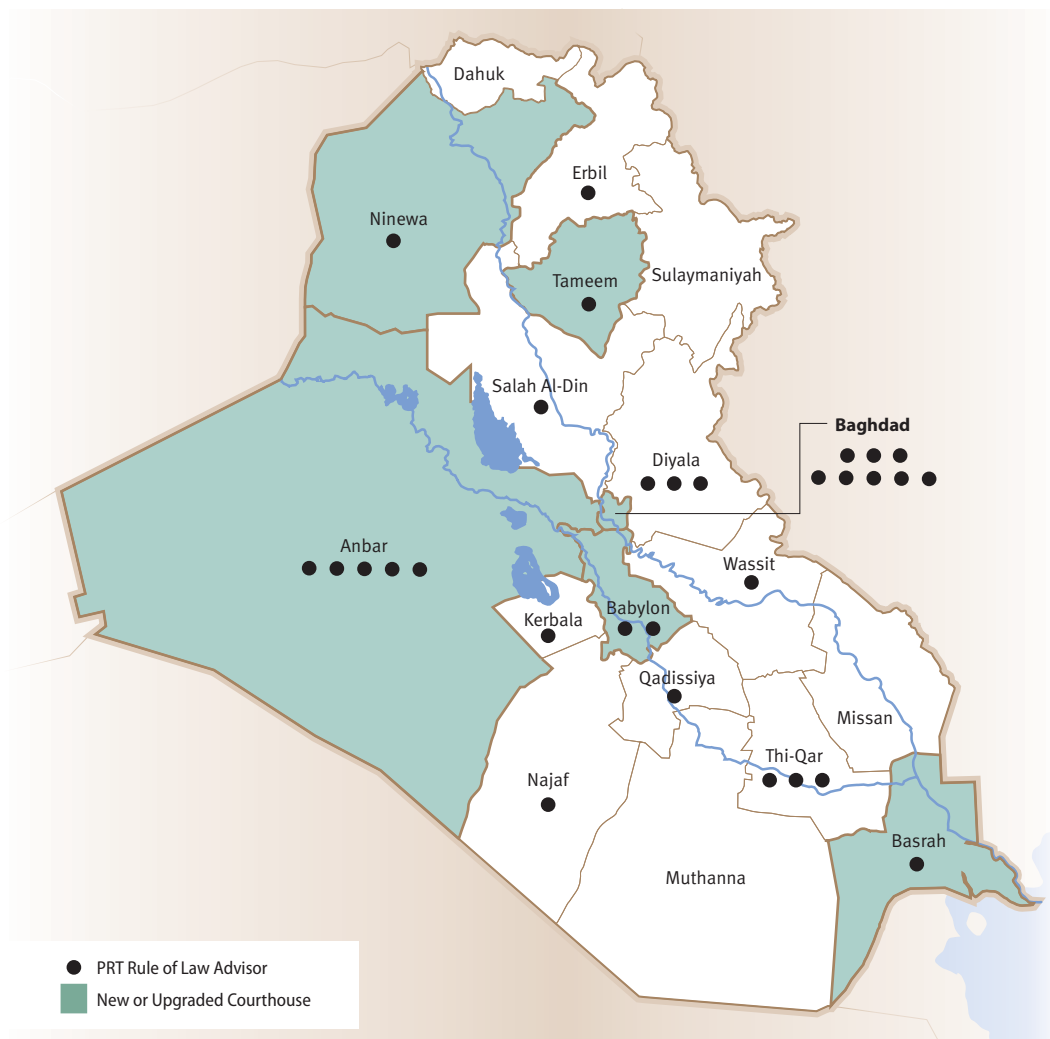 Dahuk
Erbil
Ninewa
Sulaymaniyah
Tameem
Salah Al-Din
Baghdad
Diyala
Anbar
Wassit
Babylon
Kerbala
Qadissiya
Missan
Thi-Qar
Najaf
Basrah
Muthanna
PRT Rule of Law Advisor
New or Upgraded Courthouse